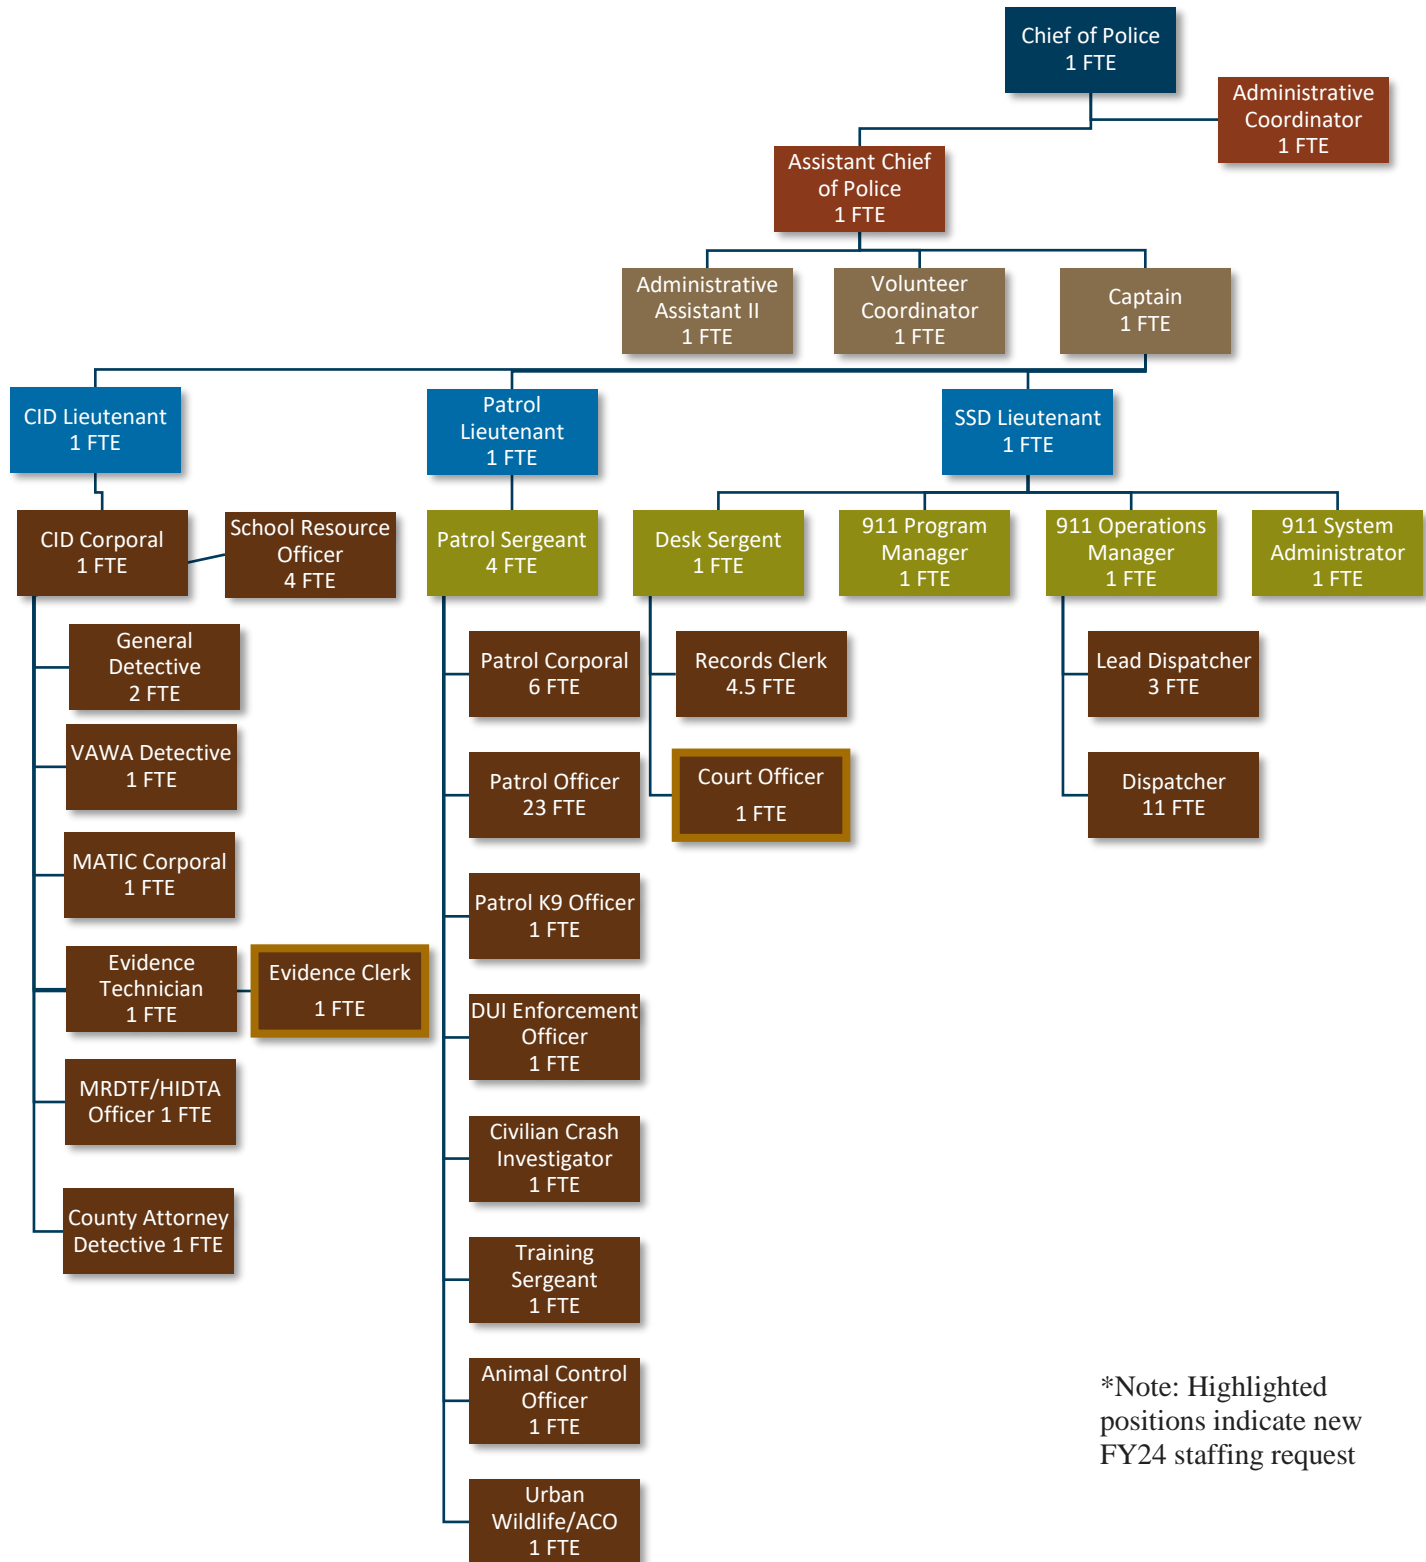 Chief of Police
1 FTE
Administrative
Coordinator
1 FTE
Assistant Chief
of Police
1 FTE
Administrative
Assistant II
1 FTE
Volunteer
Coordinator
1 FTE
Captain
1 FTE
CID Lieutenant
1 FTE
Patrol
Lieutenant
1 FTE
SSD Lieutenant
1 FTE
CID Corporal
1 FTE
School Resource
Officer
4 FTE
Patrol Sergeant
4 FTE
Desk Sergent
1 FTE
911 Program
Manager
1 FTE
911 Operations
Manager
1 FTE
911 System
Administrator
1 FTE
General
Detective
2 FTE
VAWA Detective
1 FTE
MATIC Corporal
1 FTE
Evidence
Technician
1 FTE
Evidence Clerk
1 FTE
MRDTF/HIDTA
Officer 1 FTE
County Attorney
Detective 1 FTE
Patrol Corporal
6 FTE
Patrol Officer
23 FTE
Patrol K9 Officer
1 FTE
DUI Enforcement
Officer
1 FTE
Civilian Crash
Investigator
1 FTE
Training
Sergeant
1 FTE
Animal Control
Officer
1 FTE
Urban
Wildlife/ACO
1 FTE
Records Clerk
4.5 FTE
Court Officer
1 FTE
Lead Dispatcher
3 FTE
Dispatcher
11 FTE
*Note: Highlighted
positions indicate new
FY24 staffing request